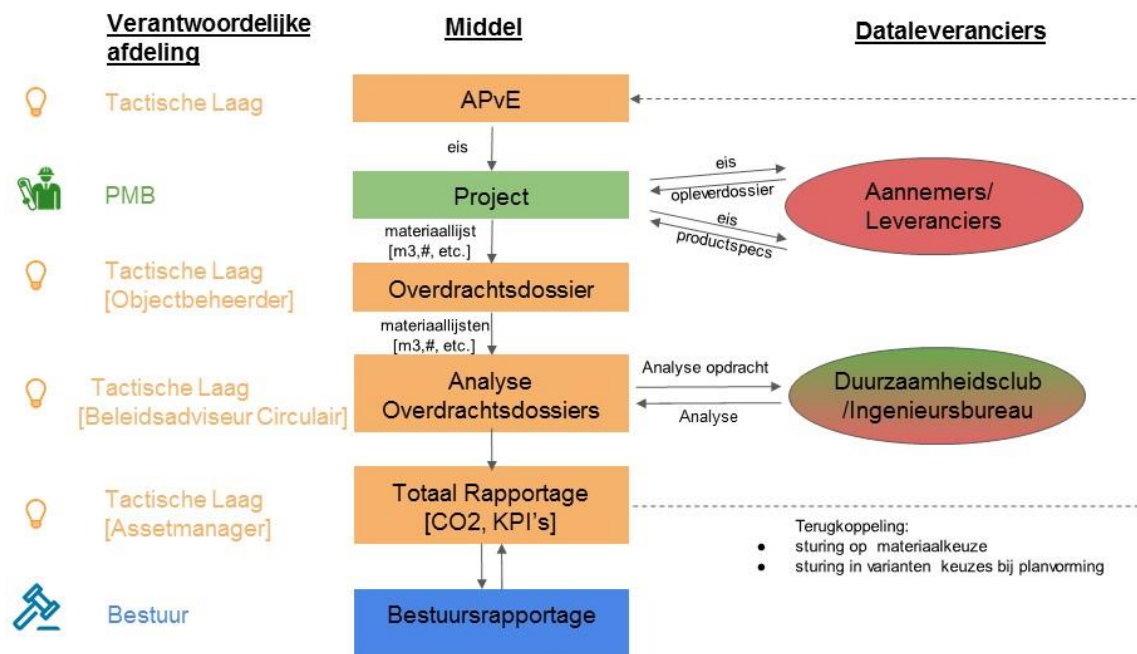 Verantwoordelijke
afdeling
Middel
Dataleveranciers
Tactische Laag
APvE
eis
PMB
Project
eis
opleverdossier
eis
productspecs
Aannemers/
Leveranciers
materiaallijst
[m3,#, etc.]
Tactische Laag
[Objectbeheerder]
Overdrachtsdossier
materiaallijsten
[m3,#, etc.]
Tactische Laag
[Beleidsadviseur Circulair]
Analyse
Overdrachtsdossiers
Analyse opdracht
Analyse
Duurzaamheidsclub
/Ingenieursbureau
Tactische Laag
[Assetmanager]
Totaal Rapportage
[CO2, KPI's]
Terugkoppeling:
● sturing op materiaalkeuze
● sturing in varianten keuzes bij planvorming
Bestuur
Bestuursrapportage